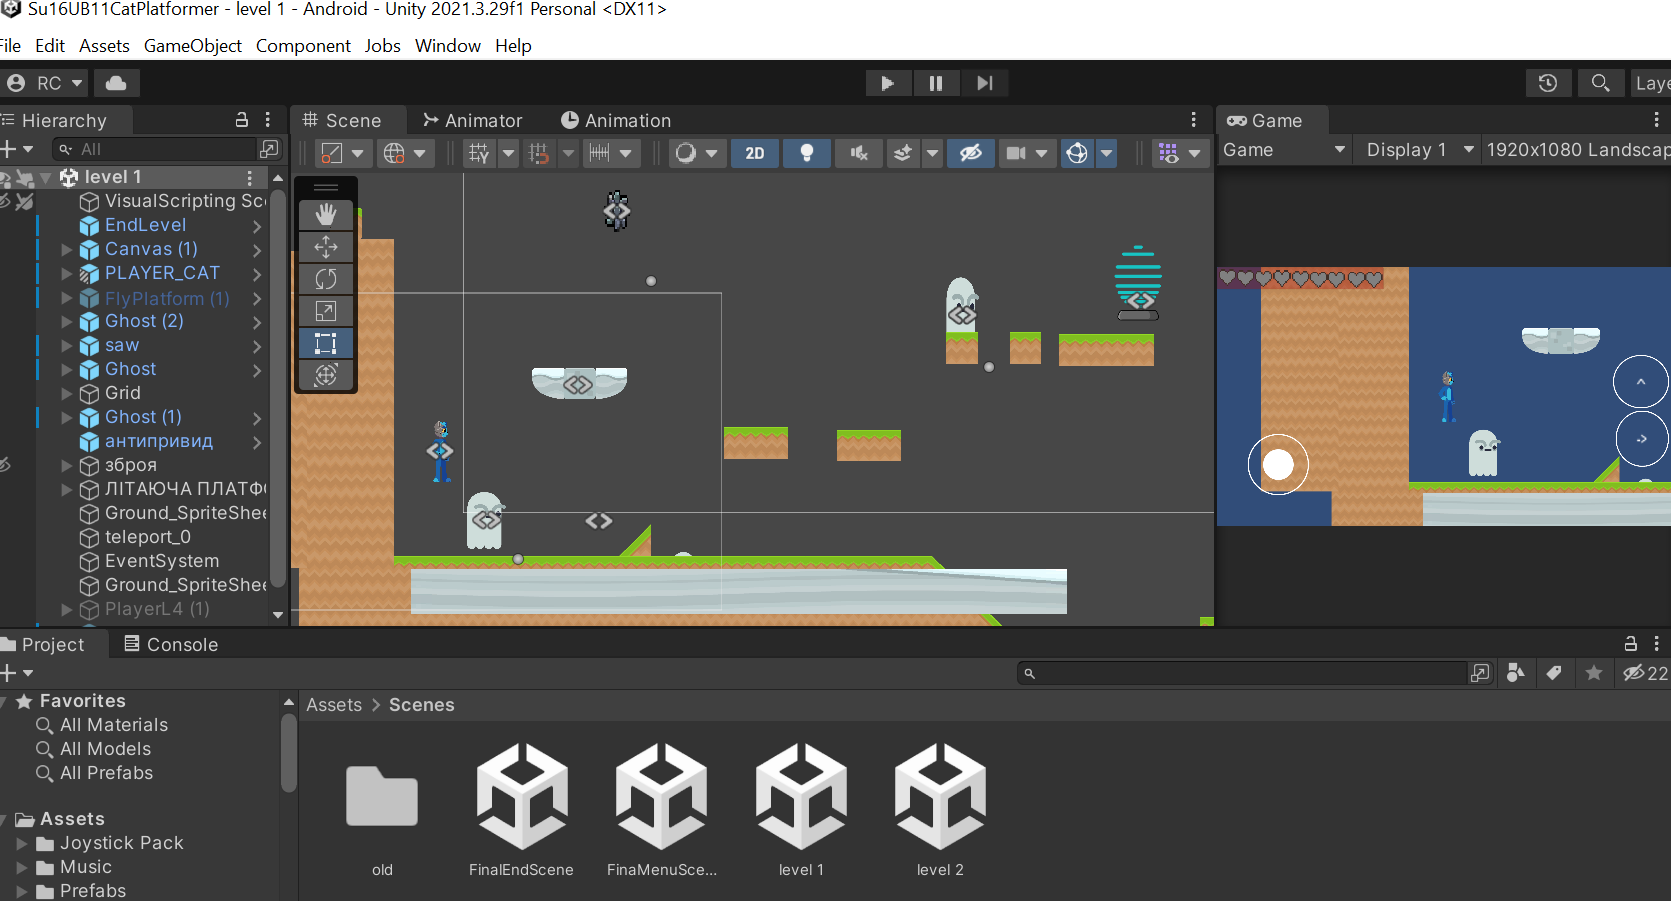 Su16UB11CatPlatformer - level 1 - Android - Unity 2021.3.29f1 Personal <DX11>
File Edit Assets GameObject Component Jobs Window Help
RC
Laye
Hierarchy
Scene
Animator
Animation
Game
All
2D
Game
Display 1
1920x1080 Landscap
level 1
VisualScripting Sc
EndLevel
Canvas (1)
PLAYER_CAT
FlyPlatform (1)
Ghost (2)
saw
Ghost
Grid
Ghost (1)
антипривид
зброя
ЛІТАЮЧА ПЛАТФ
Ground_SpriteShee
teleport_0
EventSystem
Ground_SpriteShee
PlayerL4 (1)
Project
Console
22
Favorites
All Materials
All Models
All Prefabs
Assets
Joystick Pack
Music
Prefabs
Assets > Scenes
old
FinalEndScene
FinaMenuSce...
level 1
level 2